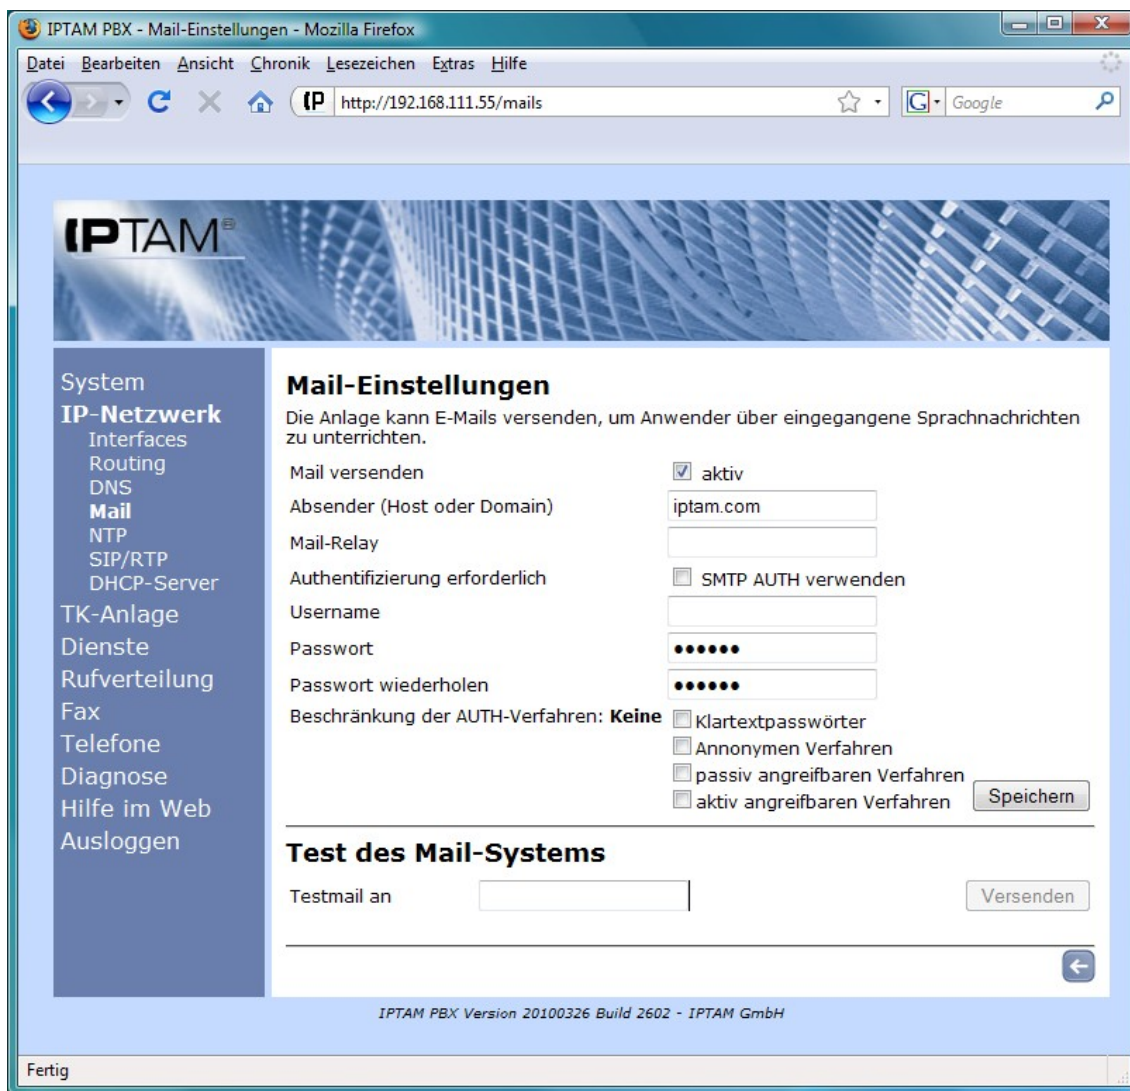 IPTAM PBX - Mail-Einstellungen - Mozilla Firefox
Datei Bearbeiten Ansicht Chronik Lesezeichen Extras Hilfe
http://192.168.111.55/mails
Google
IPTAM®
System
IP-Netzwerk
Interfaces
Routing
DNS
Mail
NTP
SIP/RTP
DHCP-Server
TK-Anlage
Dienste
Rufverteilung
Fax
Telefone
Diagnose
Hilfe im Web
Ausloggen
Mail-Einstellungen
Die Anlage kann E-Mails versenden, um Anwender über eingegangene Sprachnachrichten
zu unterrichten.
Mail versenden aktiv
Absender (Host oder Domain) iptam.com
Mail-Relay
Authentifizierung erforderlich SMTP AUTH verwenden
Username
Passwort ••••••
Passwort wiederholen ••••••
Beschränkung der AUTH-Verfahren: Keine Klartextpasswörter
Annonymen Verfahren
passiv angreifbaren Verfahren
aktiv angreifbaren Verfahren Speichern
Test des Mail-Systems
Testmail an Versenden
IPTAM PBX Version 20100326 Build 2602 - IPTAM GmbH
Fertig